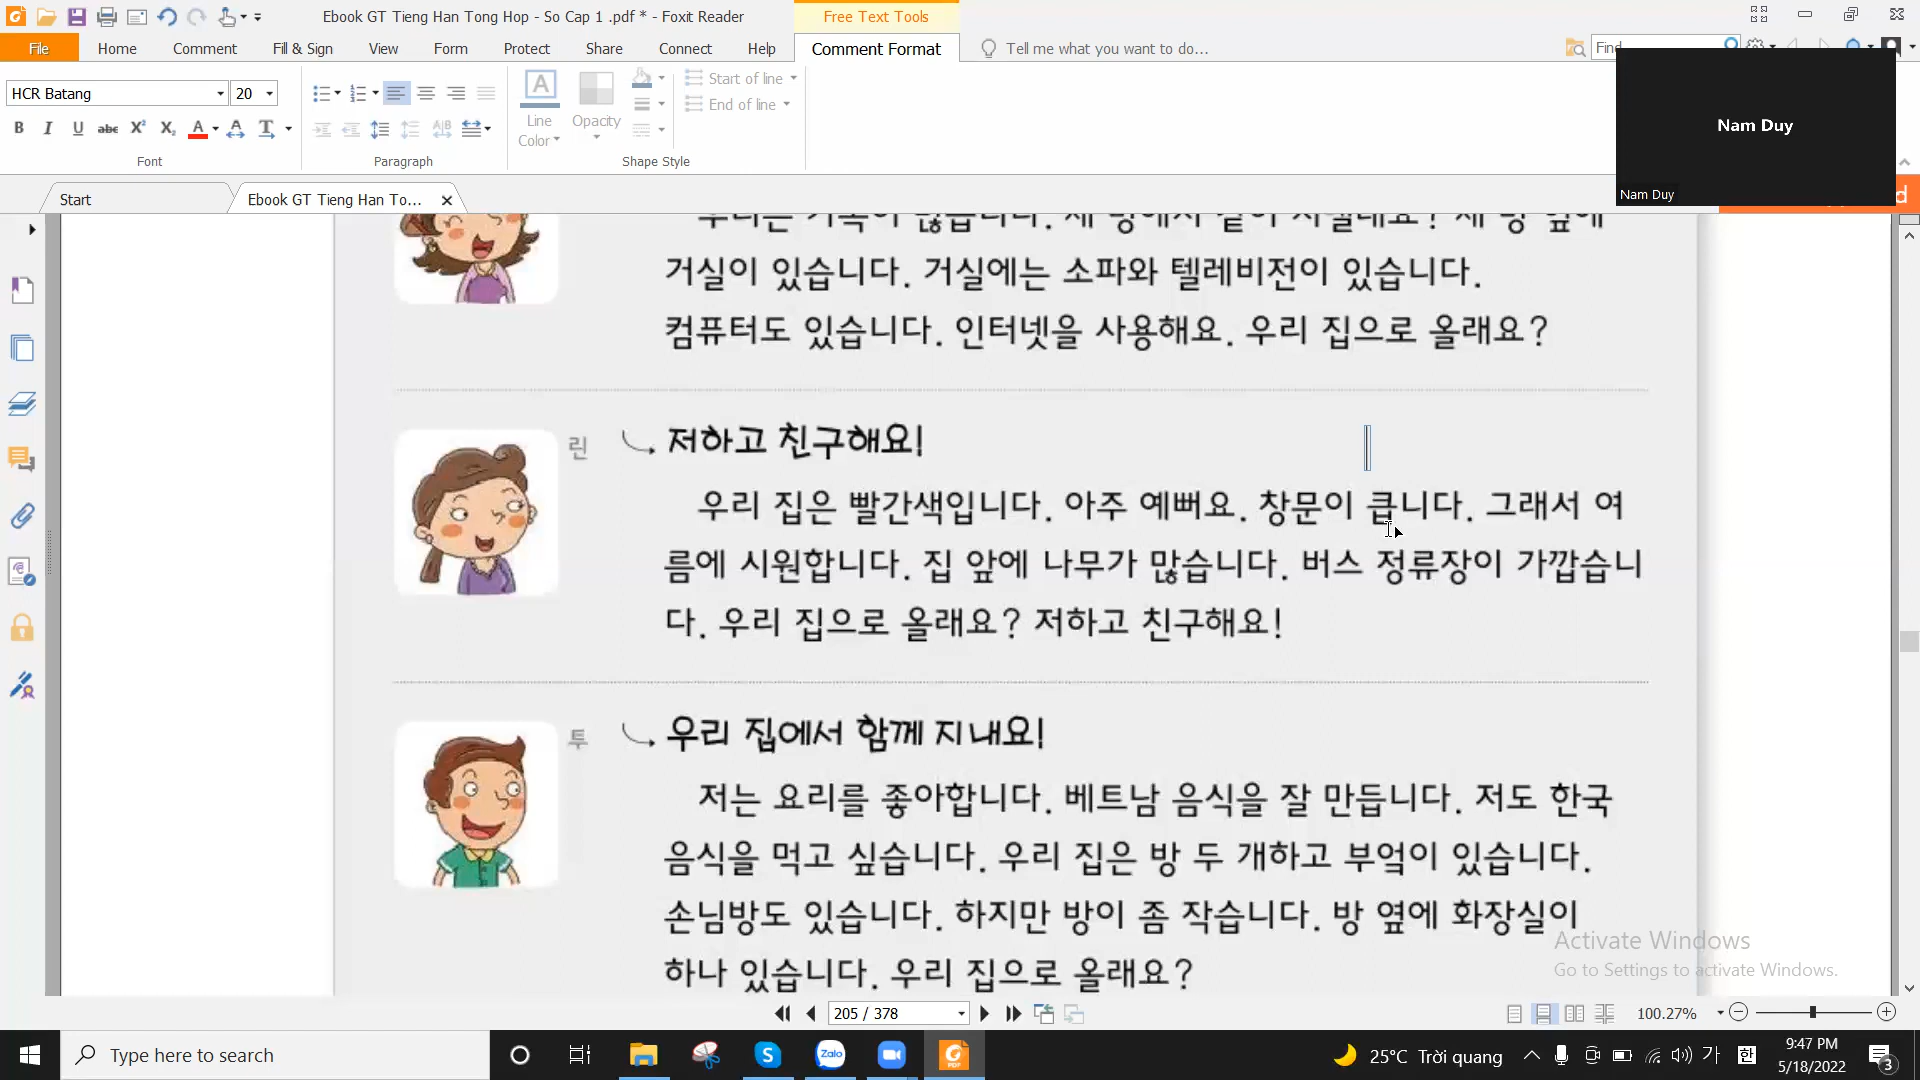 Ebook GT Tieng Han Tong Hop - So Cap 1 .pdf * - Foxit Reader
Free Text Tools
File
Home
Comment
Fill & Sign
View
Form
Protect
Share
Connect
Help
Comment Format
Tell me what you want to do...
Find
HCR Batang
20
Start of line
End of line
Line Color
Opacity
Font
Paragraph
Shape Style
Nam Duy
Nam Duy
Start
Ebook GT Tieng Han To...
거실이 있습니다. 거실에는 소파와 텔레비전이 있습니다.
컴퓨터도 있습니다. 인터넷을 사용해요. 우리 집으로 올래요?
린
저하고 친구해요!
우리 집은 빨간색입니다. 아주 예뻐요. 창문이 큽니다. 그래서 여
름에 시원합니다. 집 앞에 나무가 많습니다. 버스 정류장이 가깝습니
다. 우리 집으로 올래요? 저하고 친구해요!
투
우리 집에서 함께 지내요!
저는 요리를 좋아합니다. 베트남 음식을 잘 만듭니다. 저도 한국
음식을 먹고 싶습니다. 우리 집은 방 두 개하고 부엌이 있습니다.
손님방도 있습니다. 하지만 방이 좀 작습니다. 방 옆에 화장실이
하나 있습니다. 우리 집으로 올래요?
Activate Windows
Go to Settings to activate Windows.
205 / 378
100.27%
Type here to search
25°C Trời quang
가
한
9:47 PM
5/18/2022
3